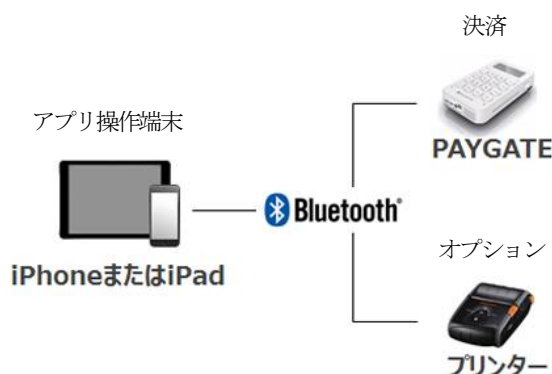 決済
アプリ操作端末
PAYGATE
Bluetooth®
オプション
iPhoneまたはiPad
プリンター